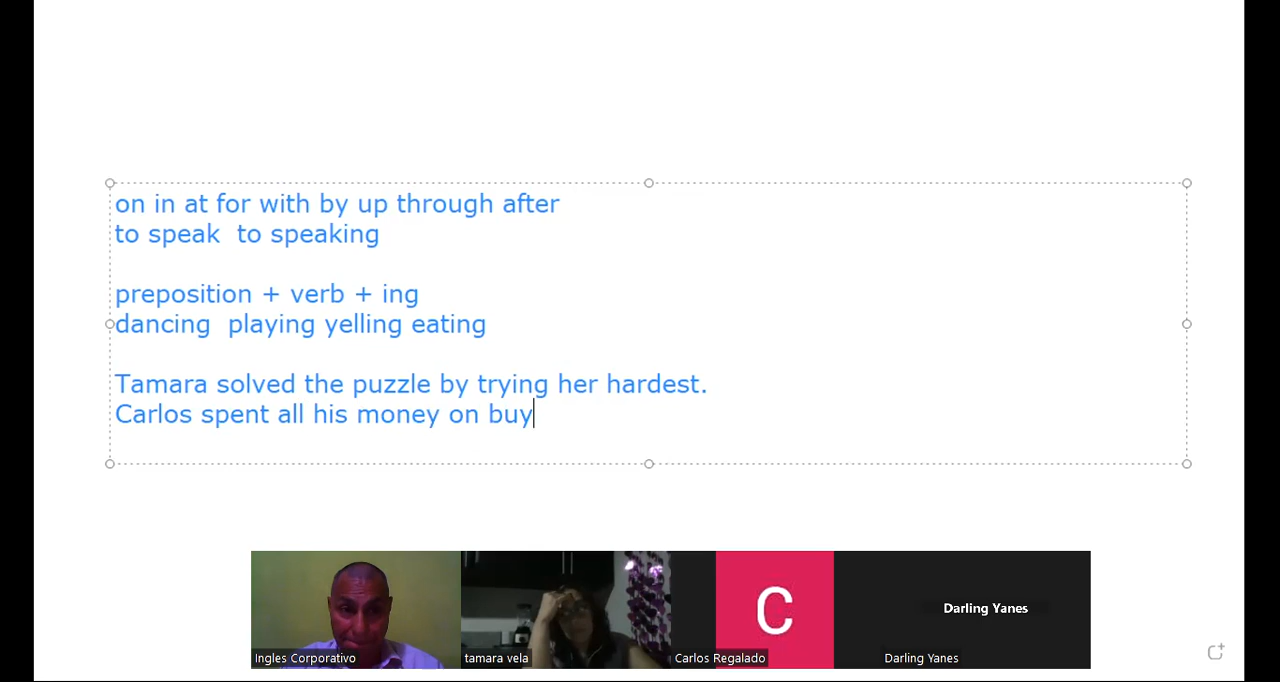 on in at for with by up through after
to speak  to speaking
preposition + verb + ing
dancing  playing yelling eating
Tamara solved the puzzle by trying her hardest.
Carlos spent all his money on buy
C
Darling Yanes
Ingles Corporativo
tamara vela
Carlos Regalado
Darling Yanes